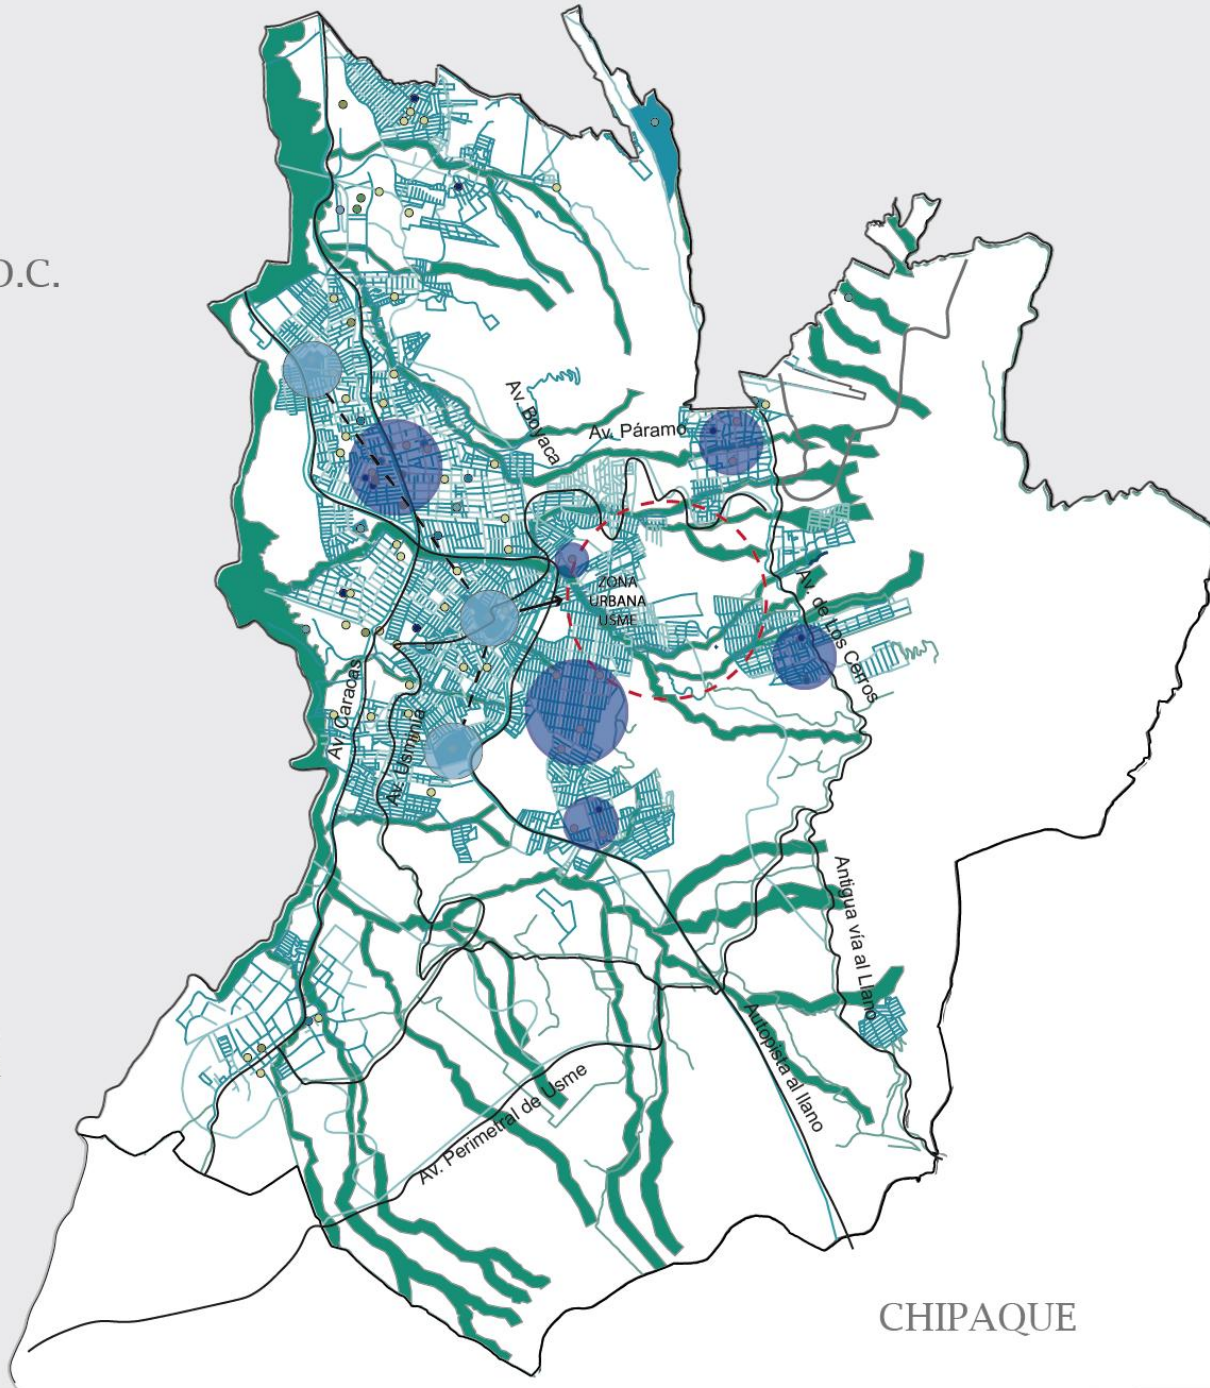 D.C.
Av. Boyaca
Av. Páramo
ZONA
URBANA
USME
Av. de Los Cerros
Av. Caracas
Av. Usminia
Antigua vía al Llano
Autopista al llano
Av. Perimetral de Usme
CHIPAQUE